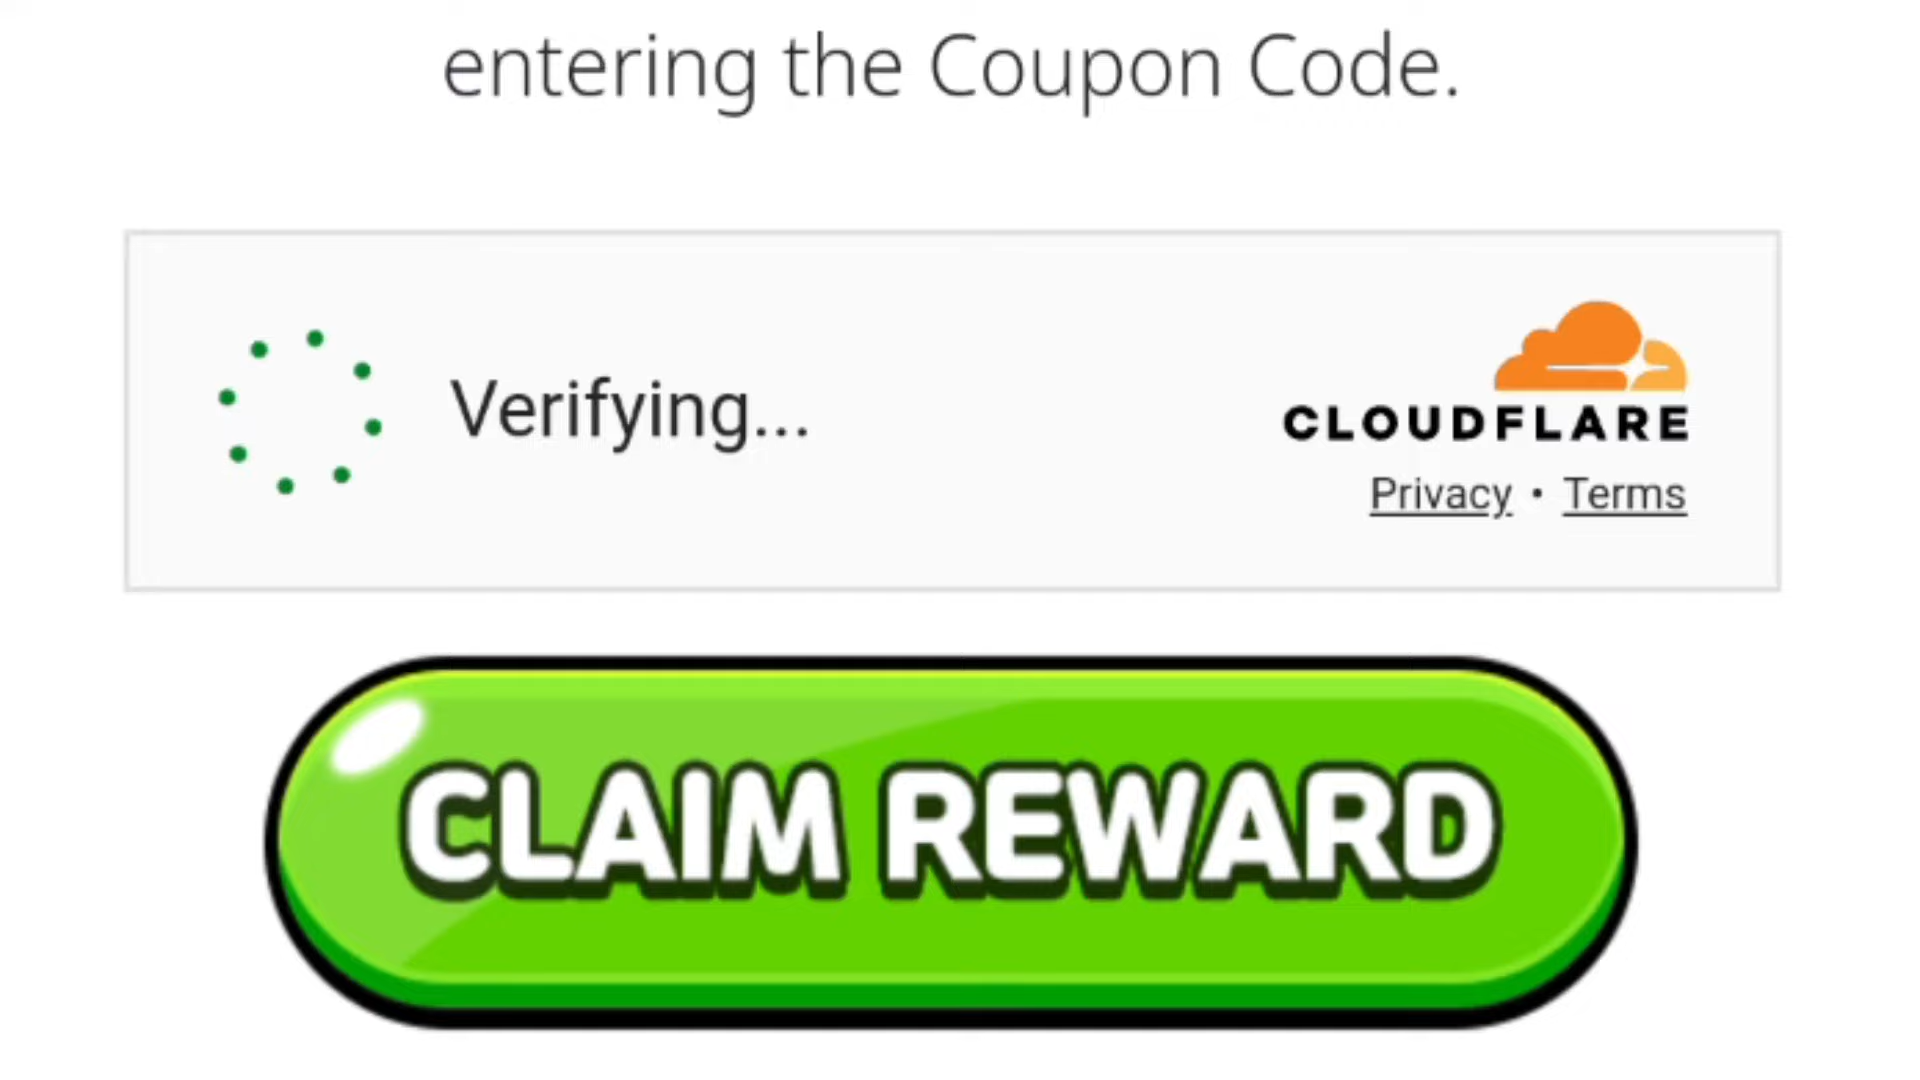 entering the Coupon Code.
Verifying...
CLOUDFLARE
Privacy • Terms
CLAIM REWARD